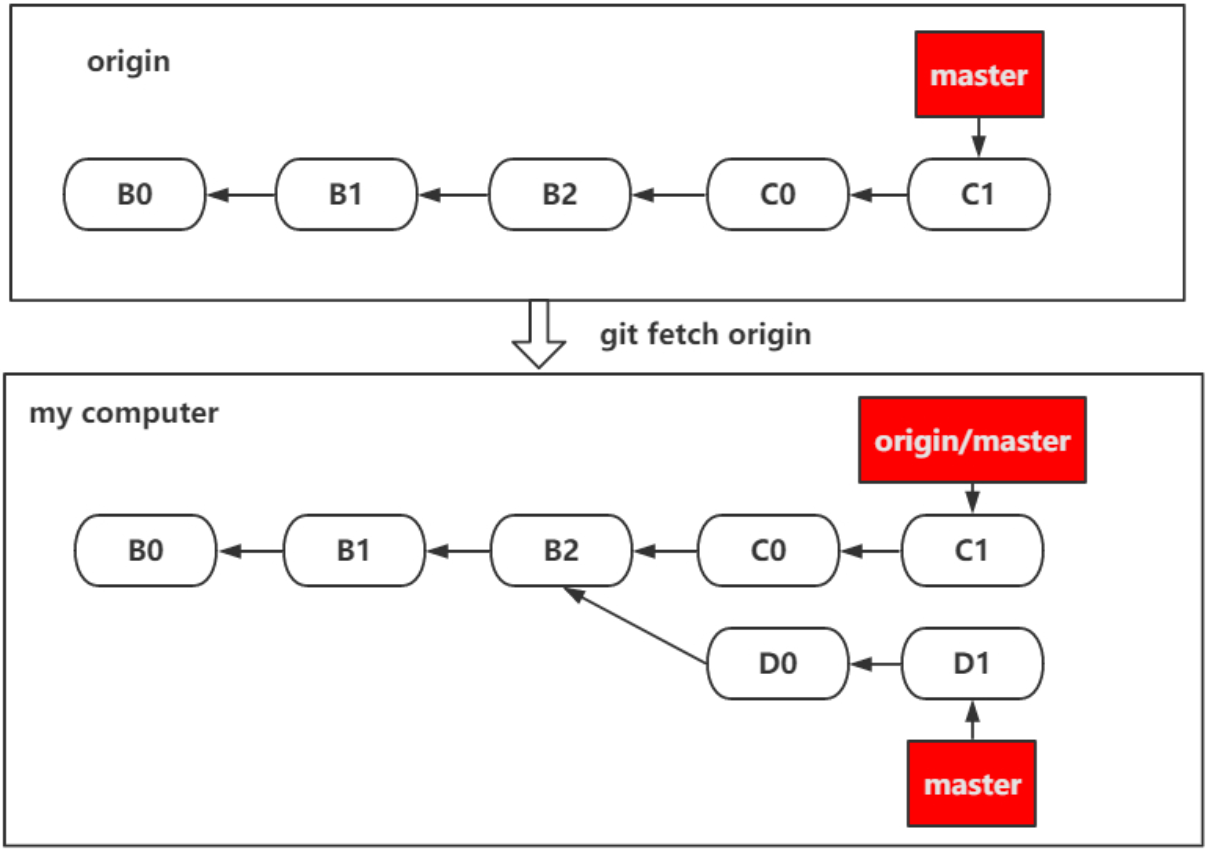 origin
master
B0
B1
B2
C0
C1
git fetch origin
my computer
origin/master
B0
B1
B2
C0
C1
D0
D1
master